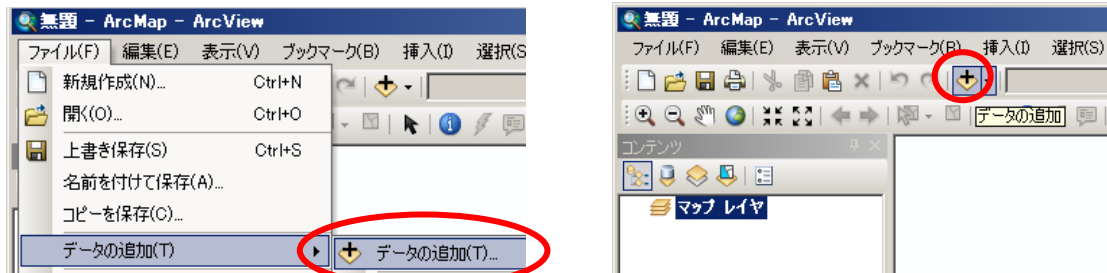 無題 - ArcMap - ArcView
ファイル(F) 編集(E) 表示(V) ブックマーク(B) 挿入(I) 選択(S
新規作成(N)... Ctrl+N
開く(O)... Ctrl+O
上書き保存(S) Ctrl+S
名前を付けて保存(A)...
コピーを保存(C)...
データの追加(T)
データの追加(T)...
無題 - ArcMap - ArcView
ファイル(F) 編集(E) 表示(V) ブックマーク(B) 挿入(I) 選択(S)
データの追加
コンテンツ
マップ レイヤ